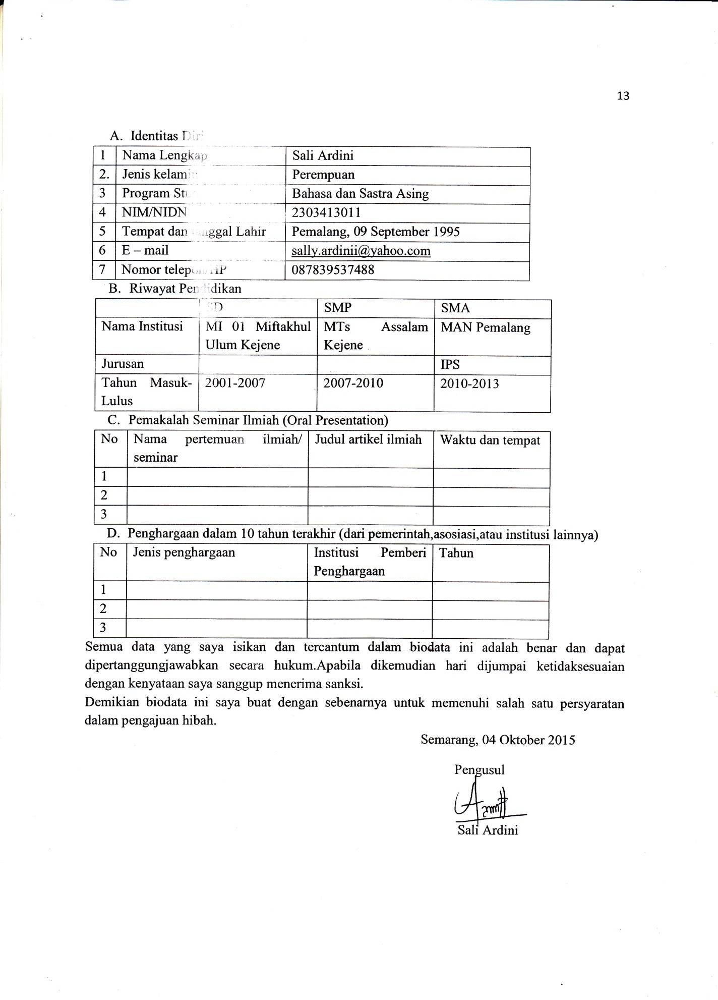 13
A. Identitas Diri
1 Nama Lengkap Sali Ardini
2. Jenis kelamin Perempuan
3 Program Stu Bahasa dan Sastra Asing
4 NIM/NIDN 2303413011
5 Tempat dan tanggal Lahir Pemalang, 09 September 1995
6 E – mail sally.ardinii@yahoo.com
7 Nomor telepon/HP 087839537488
B. Riwayat Pendidikan
SD SMP SMA
Nama Institusi MI 01 Miftakhul MTs Assalam MAN Pemalang
Ulum Kejene Kejene
Jurusan IPS
Tahun Masuk- 2001-2007 2007-2010 2010-2013
Lulus
C. Pemakalah Seminar Ilmiah (Oral Presentation)
No Nama pertemuan ilmiah/ Judul artikel ilmiah Waktu dan tempat
seminar
1
2
3
D. Penghargaan dalam 10 tahun terakhir (dari pemerintah,asosiasi,atau institusi lainnya)
No Jenis penghargaan Institusi Pemberi Tahun
Penghargaan
1
2
3
Semua data yang saya isikan dan tercantum dalam biodata ini adalah benar dan dapat
dipertanggungjawabkan secara hukum.Apabila dikemudian hari dijumpai ketidaksesuaian
dengan kenyataan saya sanggup menerima sanksi.
Demikian biodata ini saya buat dengan sebenarnya untuk memenuhi salah satu persyaratan
dalam pengajuan hibah.
Semarang, 04 Oktober 2015
Pengusul
Sali Ardini